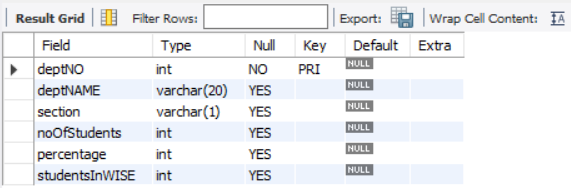 Result Grid Filter Rows: Export: Wrap Cell Content: IA
Field Type Null Key Default Extra
deptNO int NO PRI NULL
deptNAME varchar(20) YES NULL
section varchar(1) YES NULL
noOfStudents int YES NULL
percentage int YES NULL
studentsInWISE int YES NULL